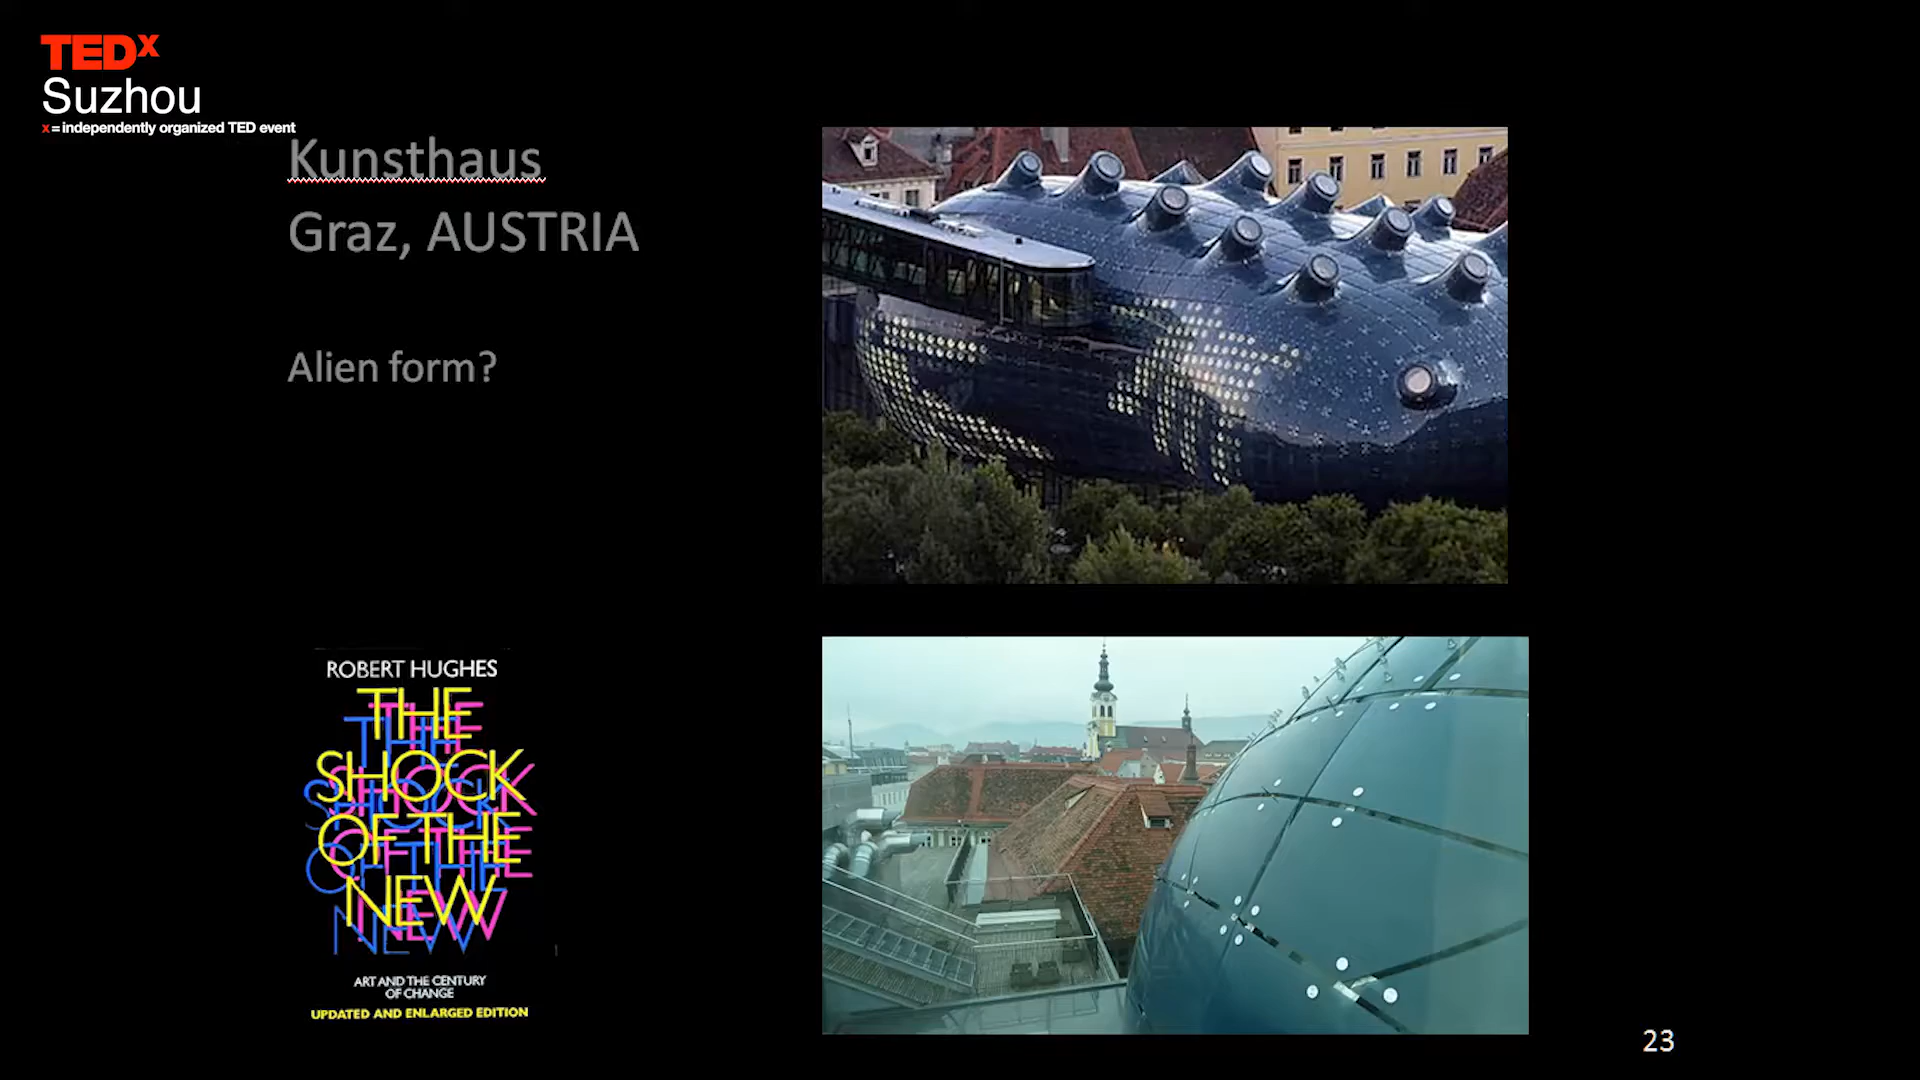 TEDx
Suzhou
x = independently organized TED event
Kunsthaus
Graz, AUSTRIA
Alien form?
ROBERT HUGHES
THE
SHOCK
OF THE
NEW
ART AND THE CENTURY
OF CHANGE
UPDATED AND ENLARGED EDITION
23